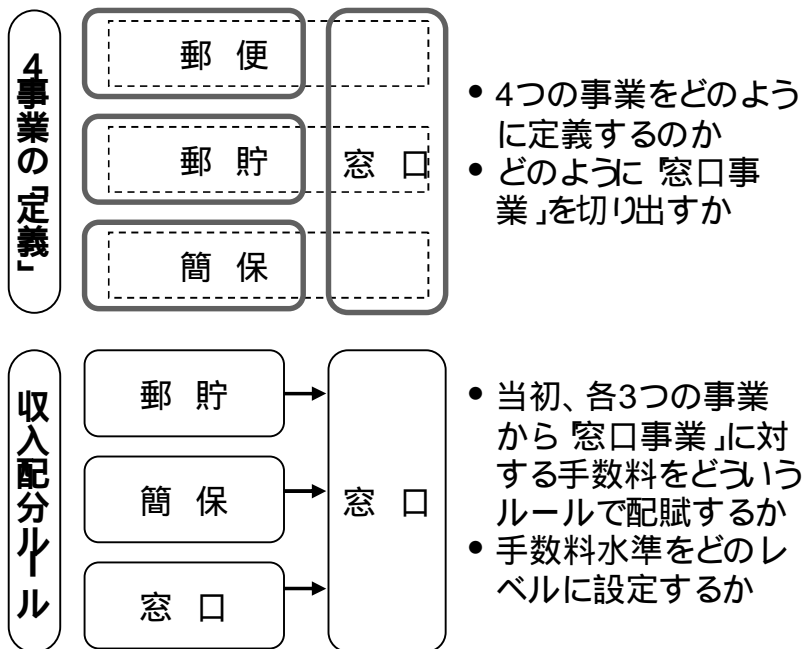 4事業の「定義」
郵 便
郵 貯
簡 保
窓 口
• 4つの事業をどのよう
に定義するのか
• どのように「窓口事
業」を切り出すか
収入配分ルール
郵 貯
簡 保
窓 口
窓 口
• 当初、各3つの事業
から「窓口事業」に対
する手数料をどういう
ルールで配賦するか
• 手数料水準をどのレ
ベルに設定するか